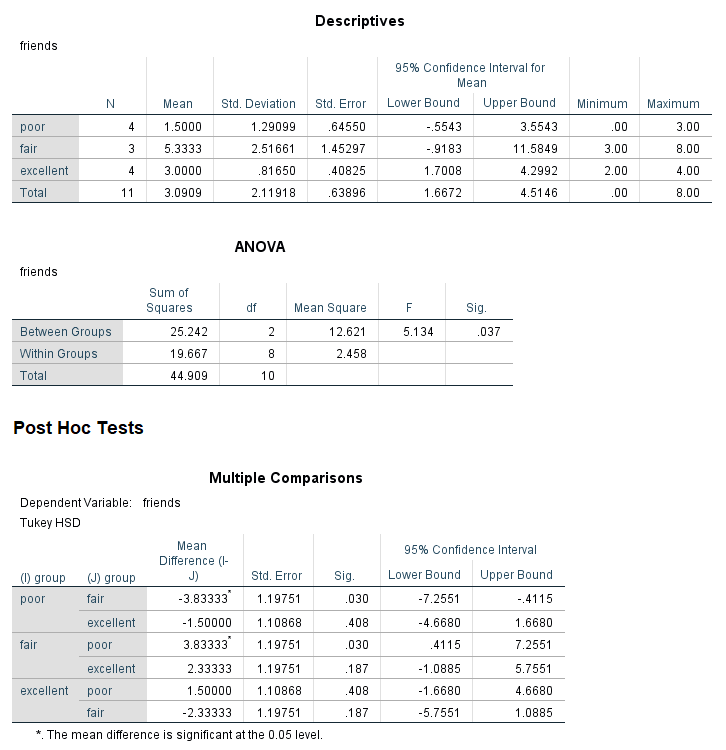 Descriptives
friends
95% Confidence Interval for
Mean
N Mean Std. Deviation Std. Error Lower Bound Upper Bound Minimum Maximum
poor 4 1.5000 1.29099 .64550 -.5543 3.5543 .00 3.00
fair 3 5.3333 2.51661 1.45297 -.9183 11.5849 3.00 8.00
excellent 4 3.0000 .81650 .40825 1.7008 4.2992 2.00 4.00
Total 11 3.0909 2.11918 .63896 1.6672 4.5146 .00 8.00
ANOVA
friends
Sum of
Squares df Mean Square F Sig.
Between Groups 25.242 2 12.621 5.134 .037
Within Groups 19.667 8 2.458
Total 44.909 10
Post Hoc Tests
Multiple Comparisons
Dependent Variable: friends
Tukey HSD
Mean
Difference (I-
95% Confidence Interval
(I) group (J) group J) Std. Error Sig. Lower Bound Upper Bound
poor fair -3.83333* 1.19751 .030 -7.2551 -.4115
excellent -1.50000 1.10868 .408 -4.6680 1.6680
fair poor 3.83333* 1.19751 .030 .4115 7.2551
excellent 2.33333 1.19751 .187 -1.0885 5.7551
excellent poor 1.50000 1.10868 .408 -1.6680 4.6680
fair -2.33333 1.19751 .187 -5.7551 1.0885
*. The mean difference is significant at the 0.05 level.